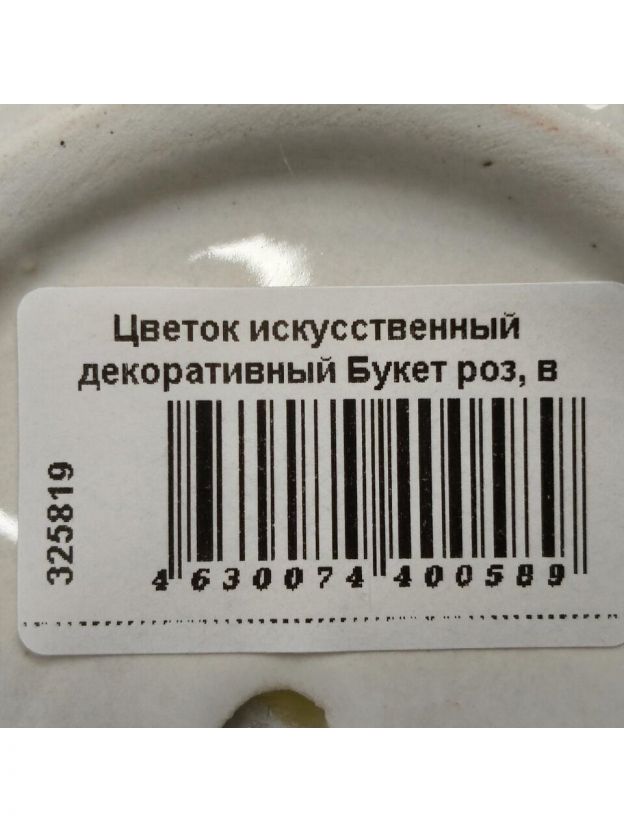 Цветок искусственный
декоративный Букет роз, в
325819
4630074400589